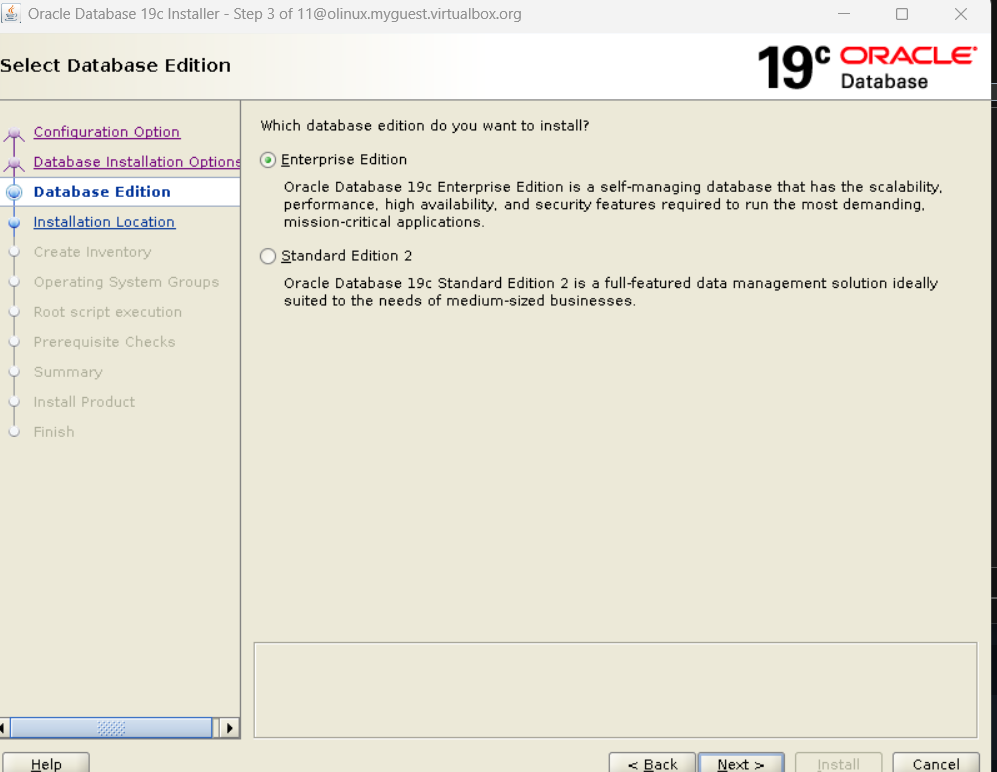 Oracle Database 19c Installer - Step 3 of 11@olinux.myguest.virtualbox.org
Select Database Edition
19c ORACLE
Database
Configuration Option
Database Installation Options
Database Edition
Installation Location
Create Inventory
Operating System Groups
Root script execution
Prerequisite Checks
Summary
Install Product
Finish
Which database edition do you want to install?
Enterprise Edition
Oracle Database 19c Enterprise Edition is a self-managing database that has the scalability,
performance, high availability, and security features required to run the most demanding,
mission-critical applications.
Standard Edition 2
Oracle Database 19c Standard Edition 2 is a full-featured data management solution ideally
suited to the needs of medium-sized businesses.
Help
< Back
Next >
Install
Cancel